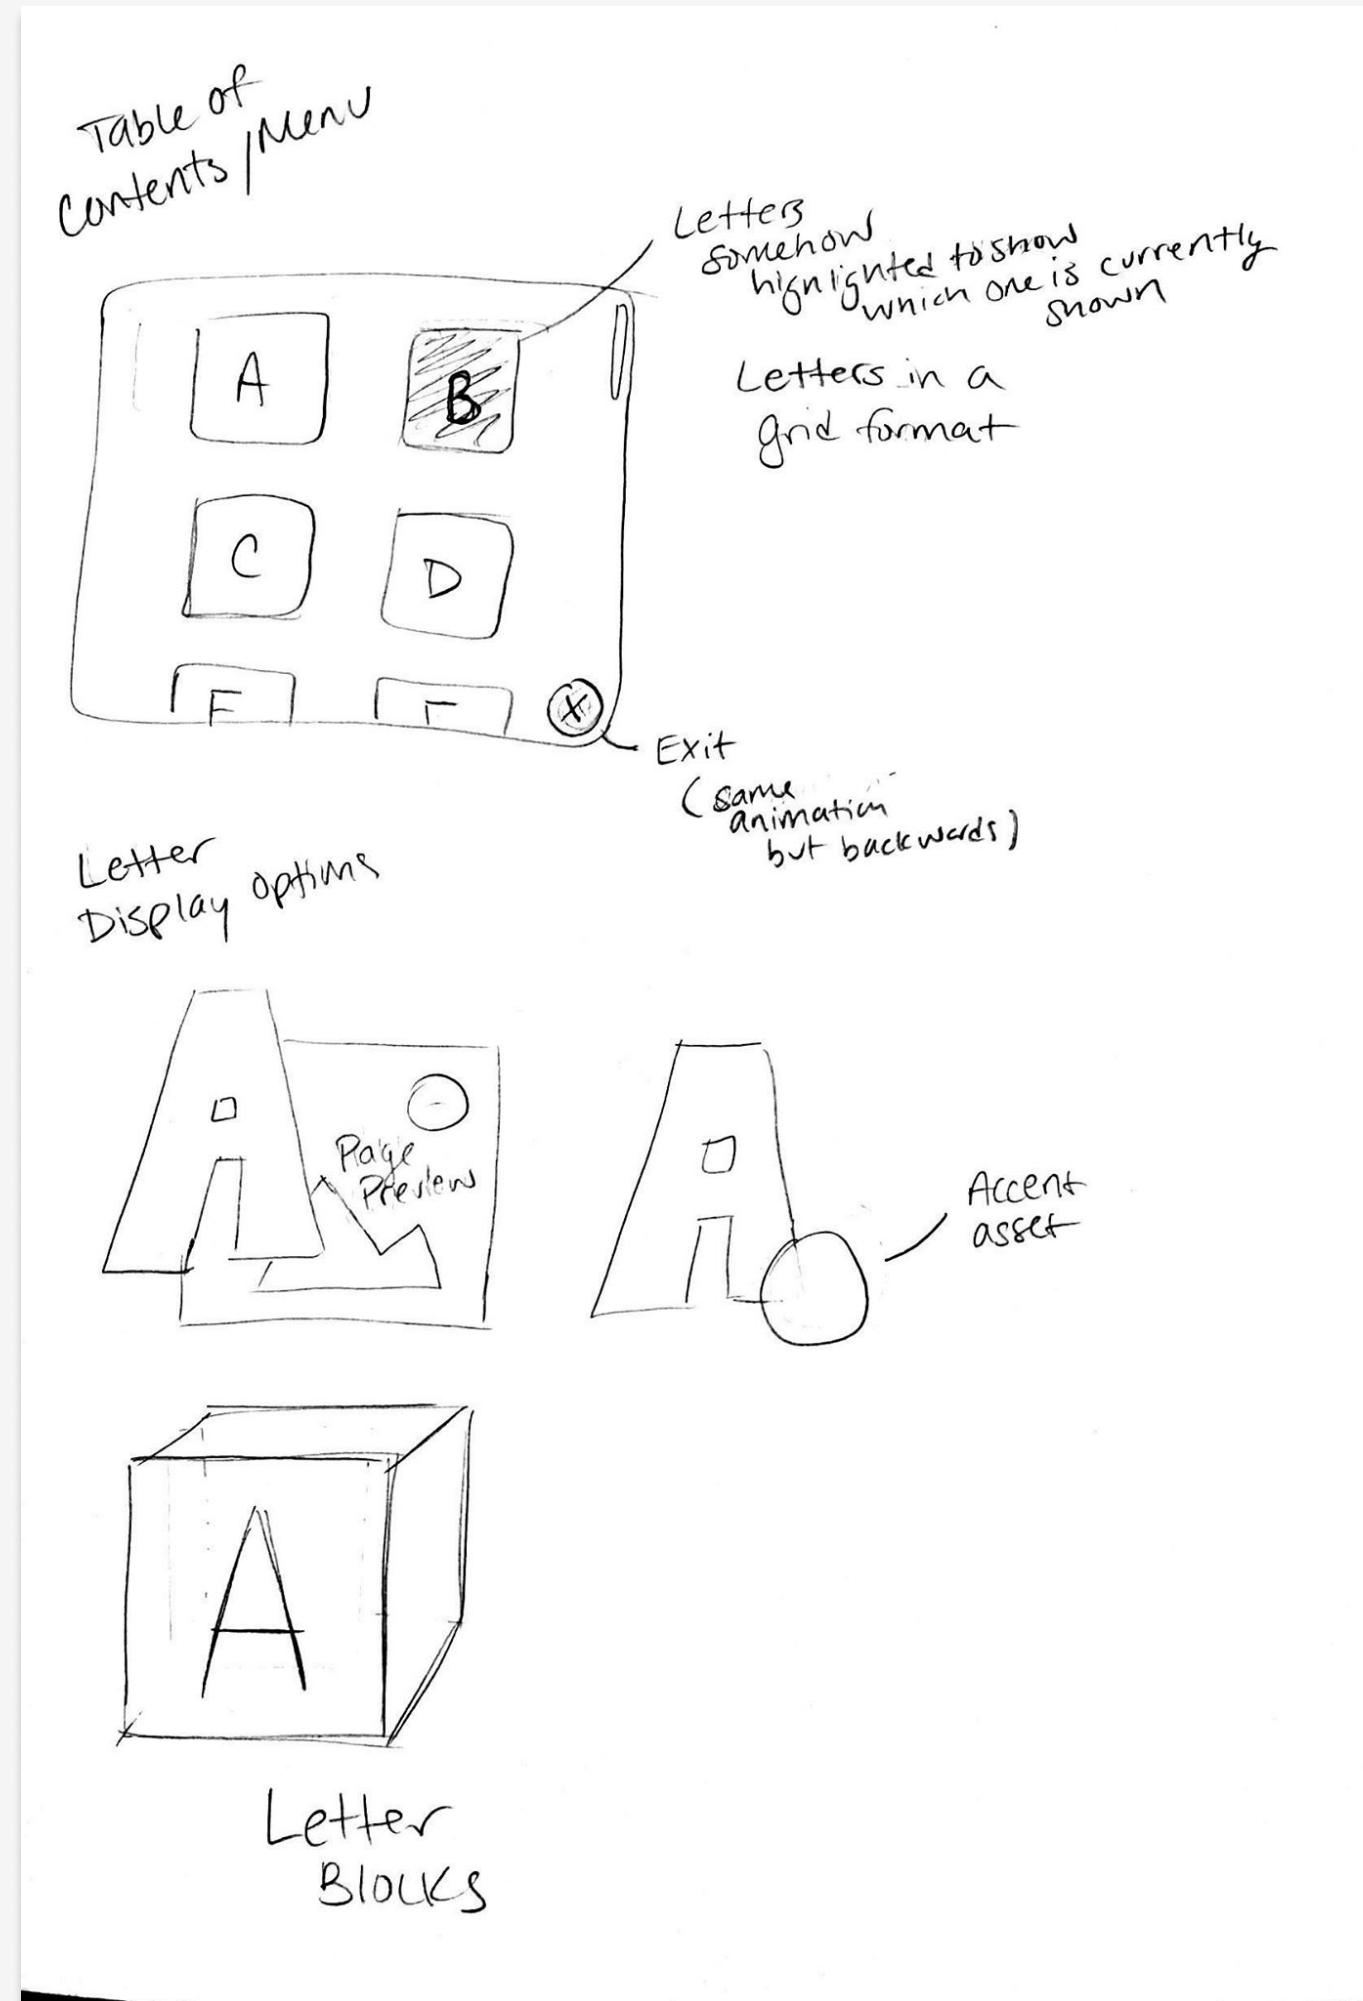 Table of
Contents/Menu
Letters
somehow
highlighted to show
which one is currently
shown
A
B
Letters in a
grid format
C
D
E
F
X
Exit
(same
animation
but backwards)
Letter
Display options
Page
Preview
Accent
asset
A
Letter
Blocks